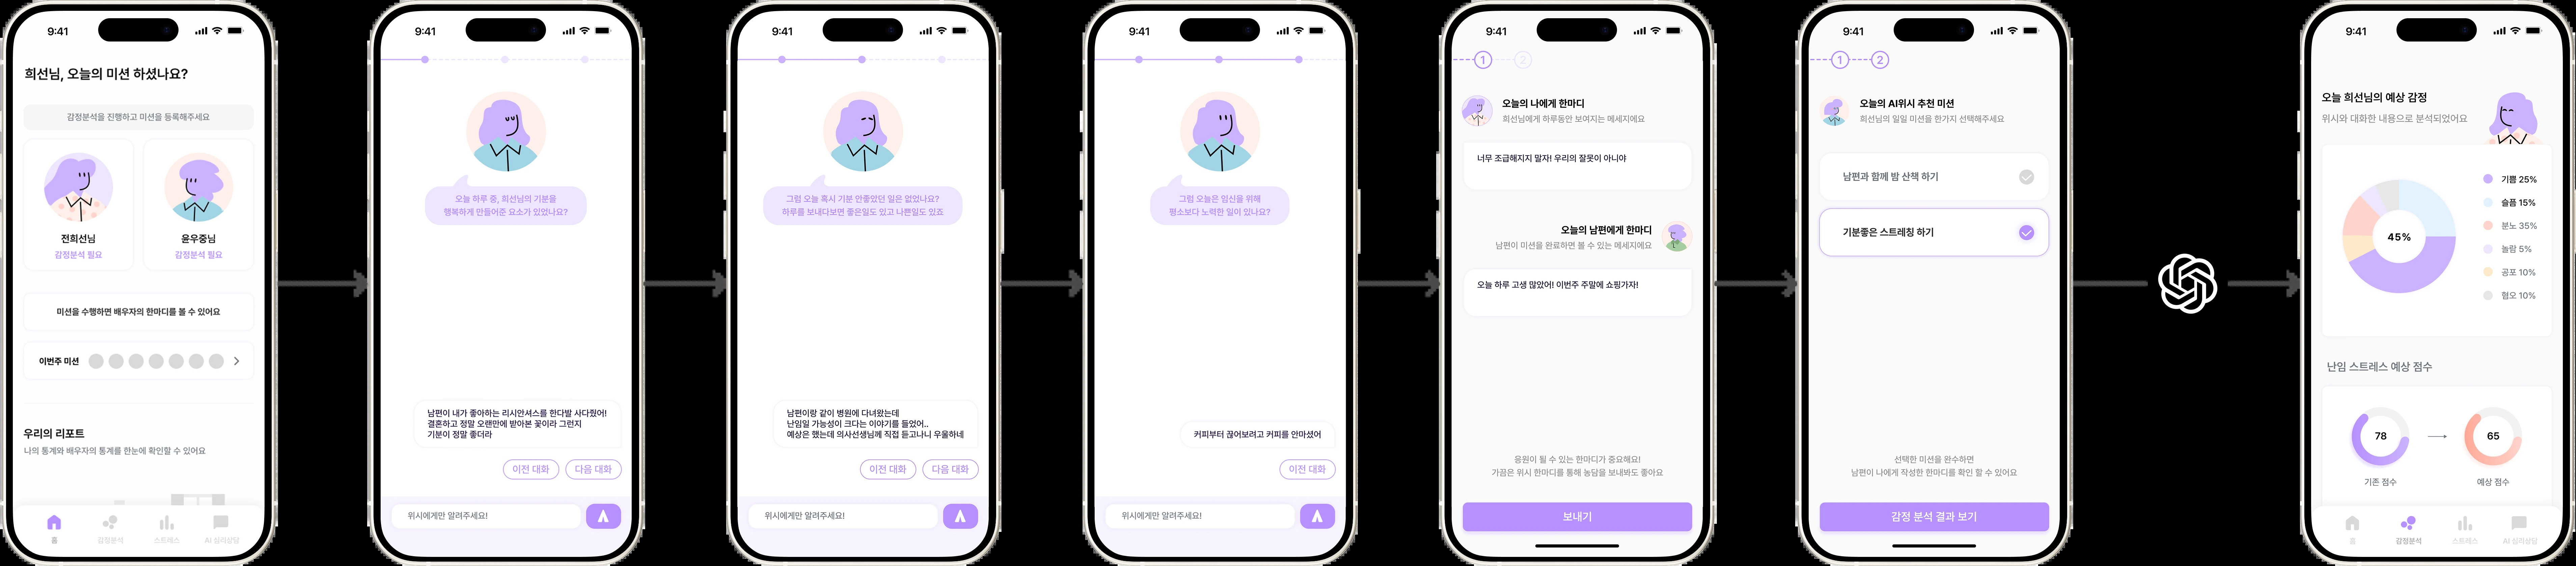 9:41
희선님, 오늘의 미션 하셨나요?
감정분석을 진행하고 미션을 등록해주세요
전희선님
감정분석 필요
윤우중님
감정분석 필요
미션을 수행하면 배우자의 한마디를 볼 수 있어요
이번주 미션
우리의 리포트
나의 통계와 배우자의 통계를 한눈에 확인할 수 있어요
홈
감정분석
스트레스
AI 심리상담
9:41
오늘 하루 중, 희선님의 기분을
행복하게 만들어준 요소가 있었나요?
남편이 내가 좋아하는 리시안셔스를 한다발 사다줬어!
결혼하고 정말 오랜만에 받아본 꽃이라 그런지
기분이 정말 좋더라
이전 대화
다음 대화
위시에게만 알려주세요!
9:41
그럼 오늘 혹시 기분 안좋았던 일은 없었나요?
하루를 보내다보면 좋은일도 있고 나쁜일도 있죠
남편이랑 같이 병원에 다녀왔는데
난임일 가능성이 크다는 이야기를 들었어..
예상은 했는데 의사선생님께 직접 듣고나니 우울하네
이전 대화
다음 대화
위시에게만 알려주세요!
9:41
그럼 오늘은 임신을 위해
평소보다 노력한 일이 있나요?
커피부터 끊어보려고 커피를 안마셨어
이전 대화
위시에게만 알려주세요!
9:41
1
2
오늘의 나에게 한마디
희선님에게 하루동안 보여지는 메세지에요
너무 조급해지지 말자! 우리의 잘못이 아니야
오늘의 남편에게 한마디
남편이 미션을 완료하면 볼 수 있는 메세지에요
오늘 하루 고생 많았어! 이번주 주말에 쇼핑가자!
응원이 될 수 있는 한마디가 중요해요!
가끔은 위시 한마디를 통해 농담을 보내봐도 좋아요
보내기
9:41
1
2
오늘의 AI위시 추천 미션
희선님의 일일 미션을 한가지 선택해주세요
남편과 함께 밤 산책 하기
기분좋은 스트레칭 하기
선택한 미션을 완수하면
남편이 나에게 작성한 한마디를 확인 할 수 있어요
감정 분석 결과 보기
9:41
오늘 희선님의 예상 감정
위시와 대화한 내용으로 분석되었어요
45%
기쁨 25%
슬픔 15%
분노 35%
놀람 5%
공포 10%
혐오 10%
난임 스트레스 예상 점수
78
65
기존 점수
예상 점수
홈
감정분석
스트레스
AI 심리상담